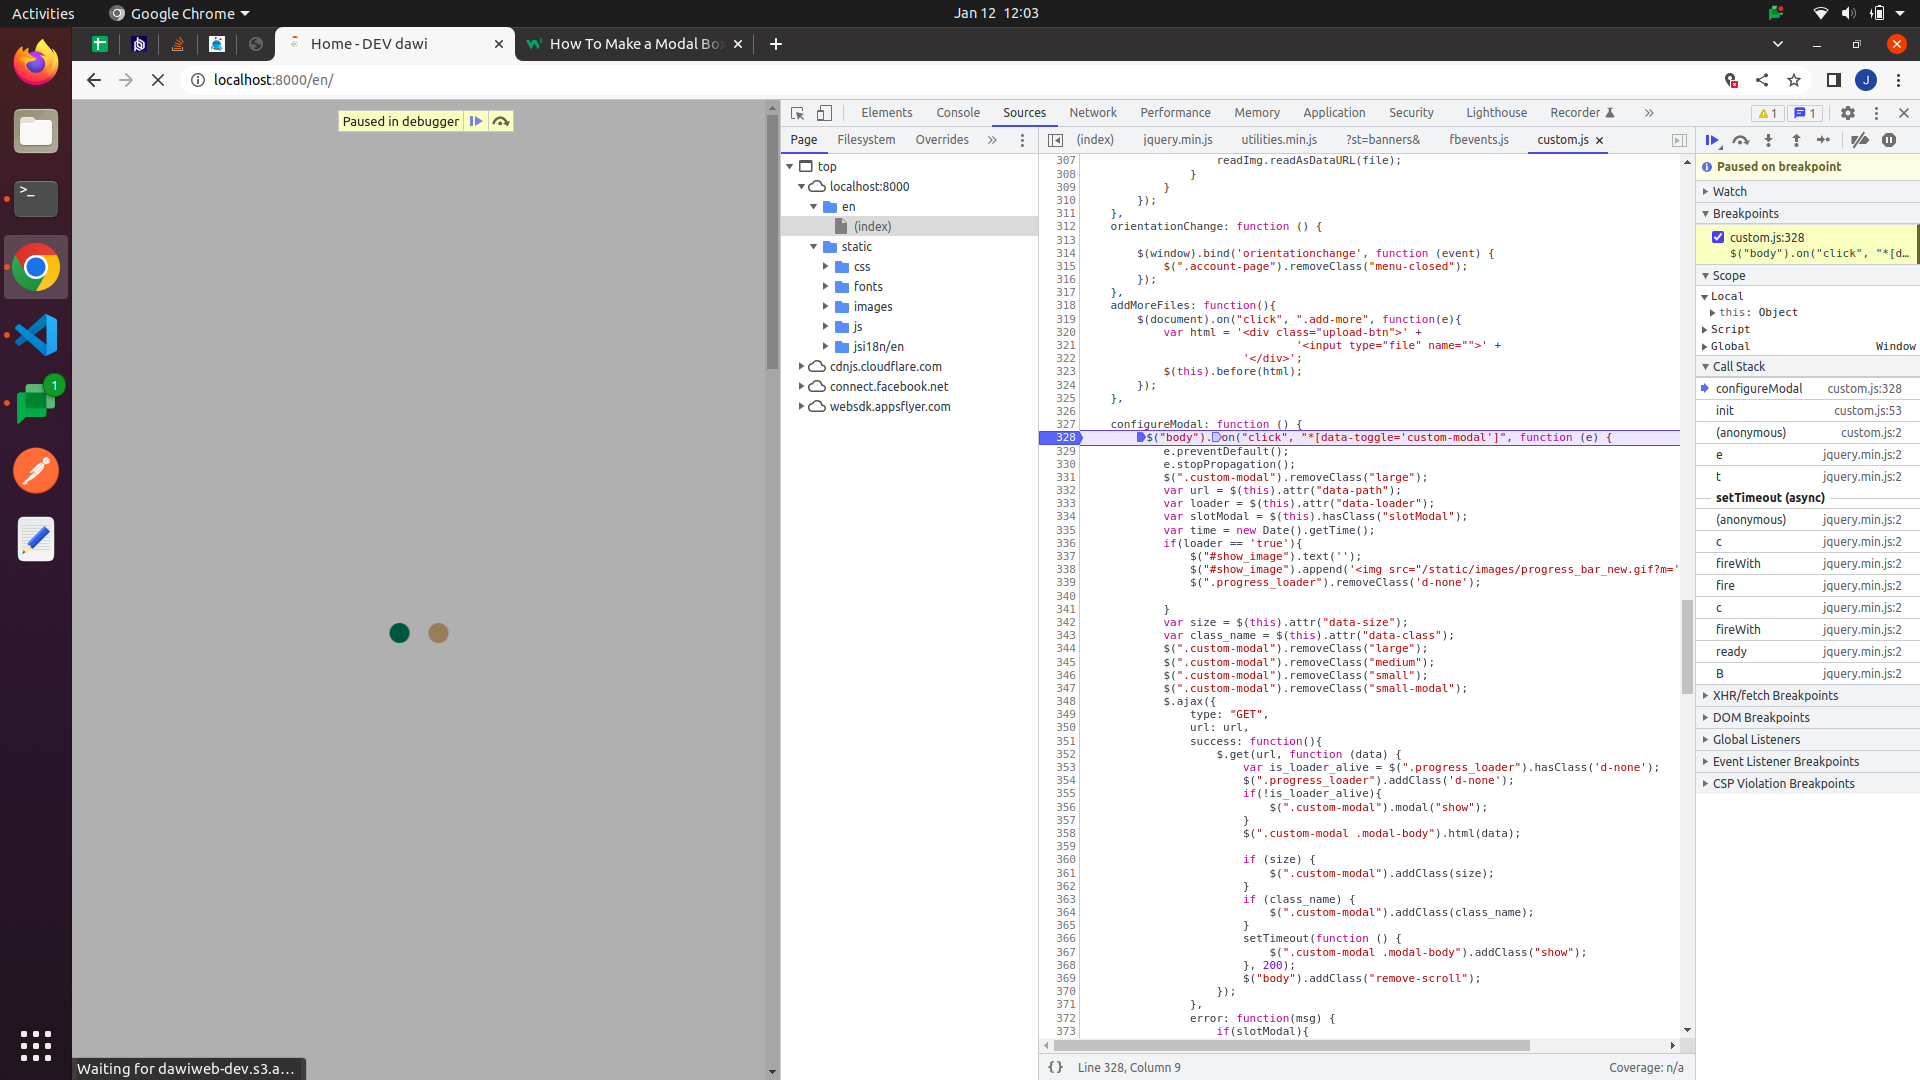 Activities
Google Chrome
Jan 12 12:03
Home - DEV dawi
How To Make a Modal Bo
localhost:8000/en/
J
1
Paused in debugger
Waiting for dawiweb-dev.s3.a…
Elements Console Sources Network Performance Memory Application Security Lighthouse Recorder » 1 1
Page Filesystem Overrides »
top
localhost:8000
en
(index)
static
css
fonts
images
js
jsi18n/en
cdnjs.cloudflare.com
connect.facebook.net
websdk.appsflyer.com
(index) jquery.min.js utilities.min.js ?st=banners& fbevents.js custom.js
307 readImg.readAsDataURL(file);
308 }
309 }
310 });
311 },
312 orientationChange: function () {
313
314 $(window).bind('orientationchange', function (event) {
315 $(".account-page").removeClass("menu-closed");
316 });
317 },
318 addMoreFiles: function(){
319 $(document).on("click", ".add-more", function(e){
320 var html = '<div class="upload-btn">' +
321 '<input type="file" name="">' +
322 '</div>';
323 $(this).before(html);
324 });
325 },
326
327 configureModal: function () {
328 $("body").on("click", "*[data-toggle='custom-modal']", function (e) {
329 e.preventDefault();
330 e.stopPropagation();
331 $(".custom-modal").removeClass("large");
332 var url = $(this).attr("data-path");
333 var loader = $(this).attr("data-loader");
334 var slotModal = $(this).hasClass("slotModal");
335 var time = new Date().getTime();
336 if(loader == 'true'){
337 $("#show_image").text('');
338 $("#show_image").append('<img src="/static/images/progress_bar_new.gif?m='
339 $(".progress_loader").removeClass('d-none');
340
341 }
342 var size = $(this).attr("data-size");
343 var class_name = $(this).attr("data-class");
344 $(".custom-modal").removeClass("large");
345 $(".custom-modal").removeClass("medium");
346 $(".custom-modal").removeClass("small");
347 $(".custom-modal").removeClass("small-modal");
348 $.ajax({
349 type: "GET",
350 url: url,
351 success: function(){
352 $.get(url, function (data) {
353 var is_loader_alive = $(".progress_loader").hasClass('d-none');
354 $(".progress_loader").addClass('d-none');
355 if(!is_loader_alive){
356 $(".custom-modal").modal("show");
357 }
358 $(".custom-modal .modal-body").html(data);
359
360 if (size) {
361 $(".custom-modal").addClass(size);
362 }
363 if (class_name) {
364 $(".custom-modal").addClass(class_name);
365 }
366 setTimeout(function () {
367 $(".custom-modal .modal-body").addClass("show");
368 }, 200);
369 $("body").addClass("remove-scroll");
370 });
371 },
372 error: function(msg) {
373 if(slotModal){
{} Line 328, Column 9
Coverage: n/a
Paused on breakpoint
Watch
Breakpoints
custom.js:328
$("body").on("click", "*[d…
Scope
Local
this: Object
Script
Global Window
Call Stack
configureModal custom.js:328
init custom.js:53
(anonymous) custom.js:2
e jquery.min.js:2
t jquery.min.js:2
setTimeout (async)
(anonymous) jquery.min.js:2
c jquery.min.js:2
fireWith jquery.min.js:2
fire jquery.min.js:2
c jquery.min.js:2
fireWith jquery.min.js:2
ready jquery.min.js:2
B jquery.min.js:2
XHR/fetch Breakpoints
DOM Breakpoints
Global Listeners
Event Listener Breakpoints
CSP Violation Breakpoints